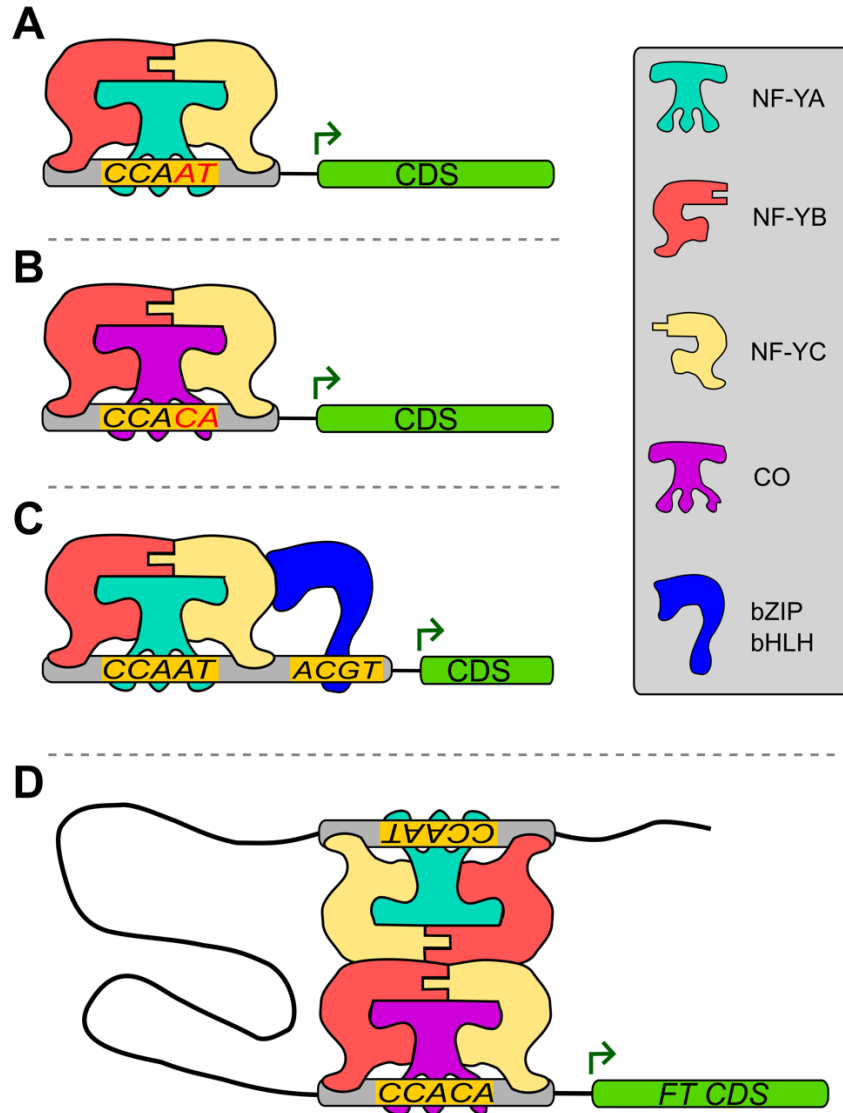 A
CCAAT
CDS
B
CCACA
CDS
C
CCAAT
ACGT
CDS
D
CCAAT
CCACA
FT CDS
NF-YA
NF-YB
NF-YC
CO
bZIP
bHLH